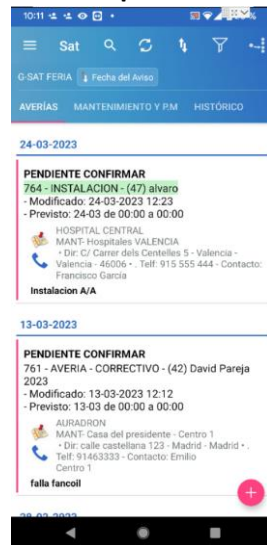 10:11
Sat
G-SAT FERIA ↓ Fecha del Aviso
AVERÍAS MANTENIMIENTO Y P.M HISTÓRICO
24-03-2023
PENDIENTE CONFIRMAR
764 - INSTALACION - (47) alvaro
- Modificado: 24-03-2023 12:23
- Previsto: 24-03 de 00:00 a 00:00
HOSPITAL CENTRAL
MANT- Hospitales VALENCIA
• Dir: C/ Carrer dels Centelles 5 - Valencia -
Valencia - 46006 • . Telf: 915 555 444 - Contacto:
Francisco García
Instalacion A/A
13-03-2023
PENDIENTE CONFIRMAR
761 - AVERIA - CORRECTIVO - (42) David Pareja
2023
- Modificado: 13-03-2023 12:12
- Previsto: 13-03 de 00:00 a 00:00
AURADRON
MANT- Casa del presidente - Centro 1
• Dir: calle castellana 123 - Madrid - Madrid • .
Telf: 91463333 - Contacto: Emilio
Centro 1
falla fancoil
28-02-2023